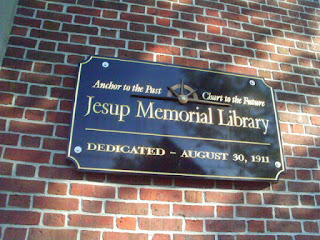 Anchor to the Past Chart to the Future
Jesup Memorial Library
DEDICATED - AUGUST 30, 1911